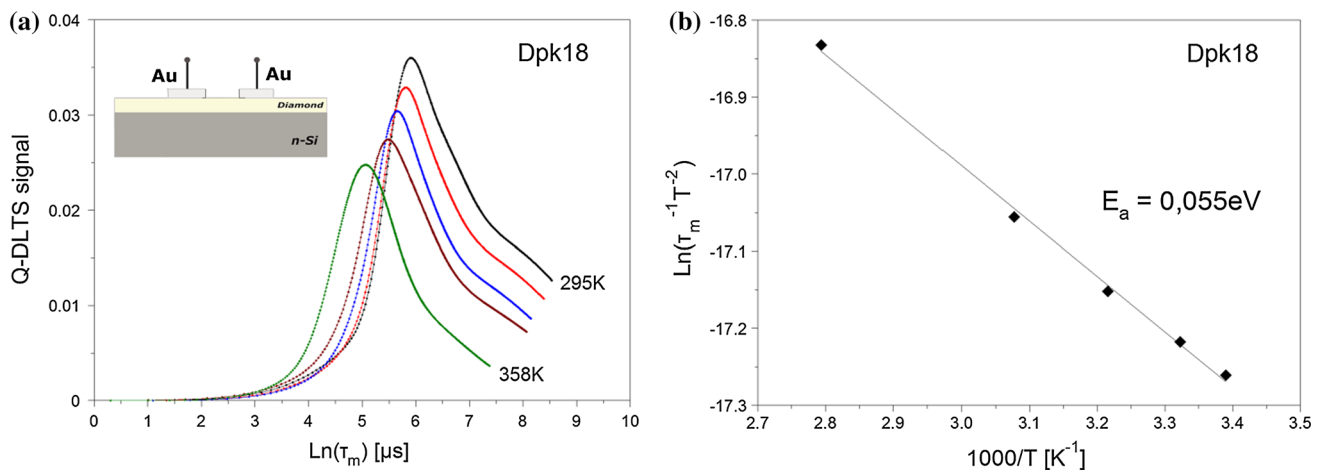 (a)
Q-DLTS signal
0.04
0.03
0.02
0.01
0
0 1 2 3 4 5 6 7 8 9 10
Ln(τm) [µs]
Dpk18
Au Au
Diamond
n-Si
295K
358K
(b)
Ln(τm⁻¹T⁻²)
-16.8
-16.9
-17.0
-17.1
-17.2
-17.3
2.7 2.8 2.9 3.0 3.1 3.2 3.3 3.4 3.5
1000/T [K⁻¹]
Dpk18
Ea = 0,055eV